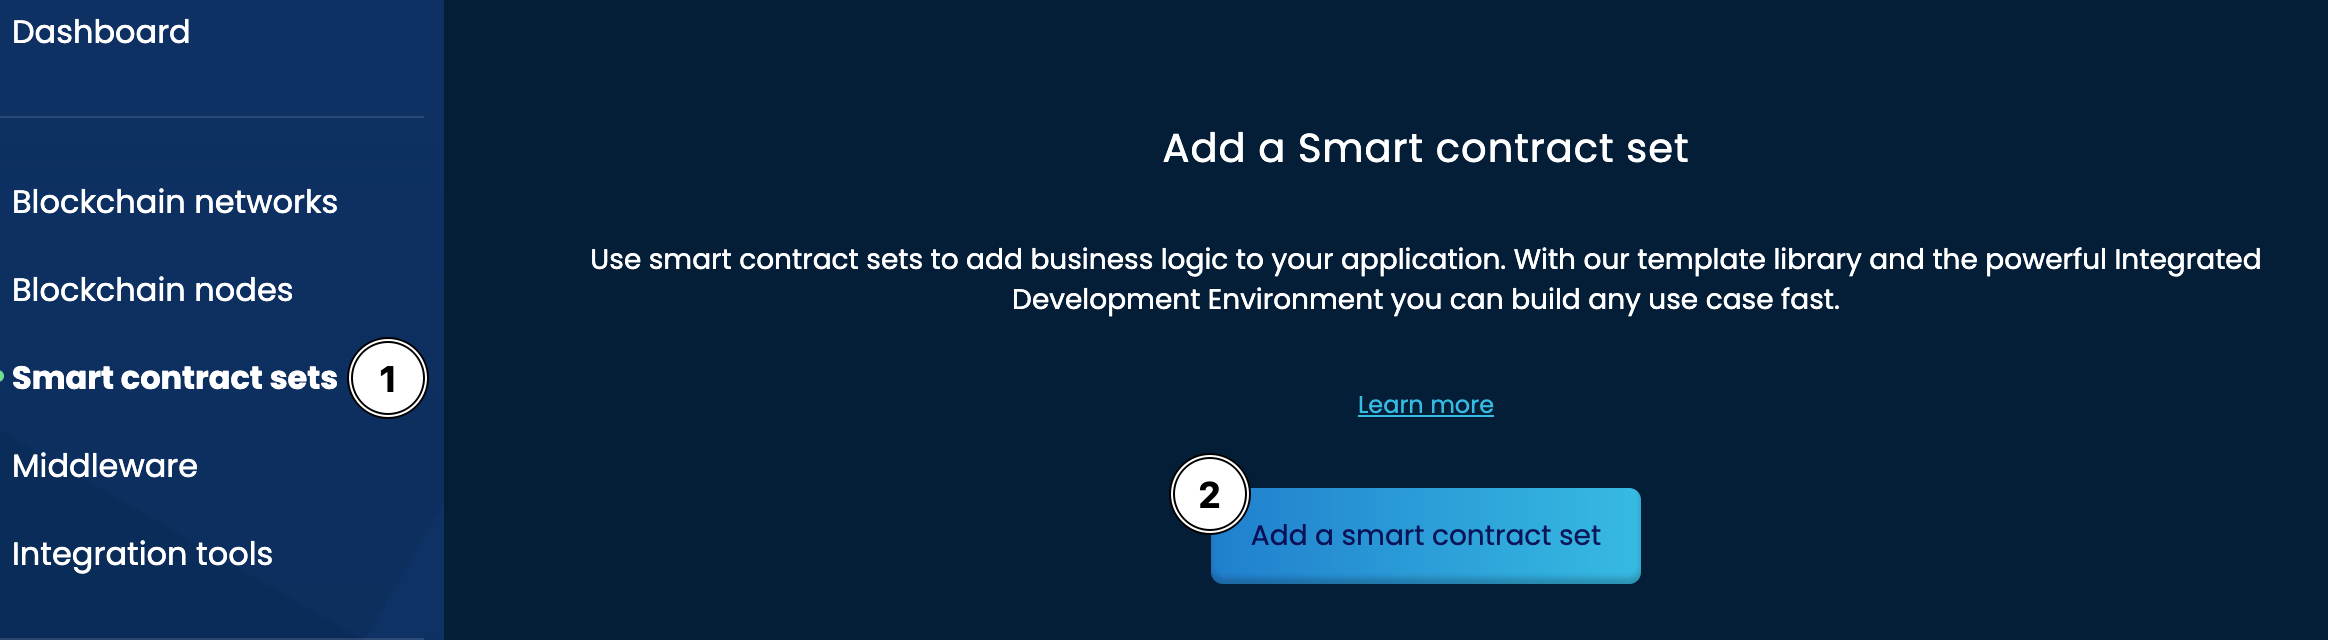 Dashboard
Blockchain networks
Blockchain nodes
Smart contract sets
1
Middleware
Integration tools
Add a Smart contract set
Use smart contract sets to add business logic to your application. With our template library and the powerful Integrated
Development Environment you can build any use case fast.
Learn more
2
Add a smart contract set